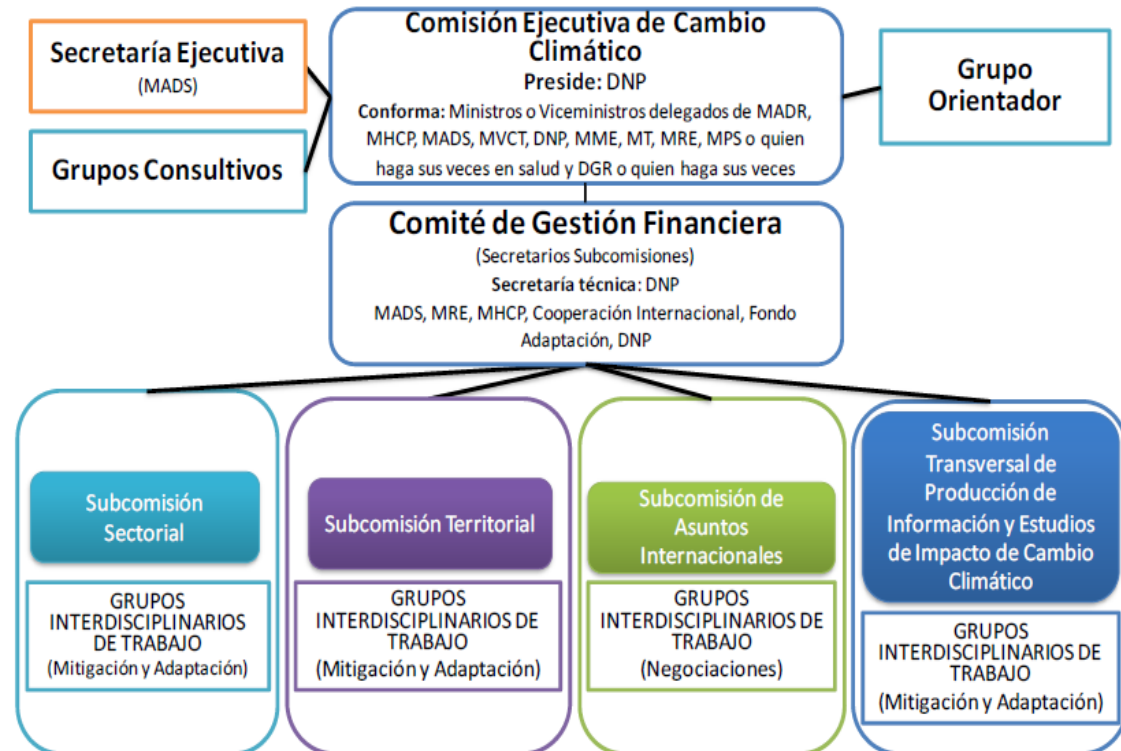 Secretaría Ejecutiva
(MADS)
Grupos Consultivos
Comisión Ejecutiva de Cambio
Climático
Preside: DNP
Conforma: Ministros o Viceministros delegados de MADR,
MHCP, MADS, MVCT, DNP, MME, MT, MRE, MPS o quien
haga sus veces en salud y DGR o quien haga sus veces
Grupo
Orientador
Comité de Gestión Financiera
(Secretarios Subcomisiones)
Secretaría técnica: DNP
MADS, MRE, MHCP, Cooperación Internacional, Fondo
Adaptación, DNP
Subcomisión
Sectorial
GRUPOS
INTERDISCIPLINARIOS
DE TRABAJO
(Mitigación y Adaptación)
Subcomisión Territorial
GRUPOS
INTERDISCIPLINARIOS DE
TRABAJO
(Mitigación y Adaptación)
Subcomisión de
Asuntos
Internacionales
GRUPOS
INTERDISCIPLINARIOS DE
TRABAJO
(Negociaciones)
Subcomisión
Transversal de
Producción de
Información y Estudios
de Impacto de Cambio
Climático
GRUPOS
INTERDISCIPLINARIOS DE
TRABAJO
(Mitigación y Adaptación)